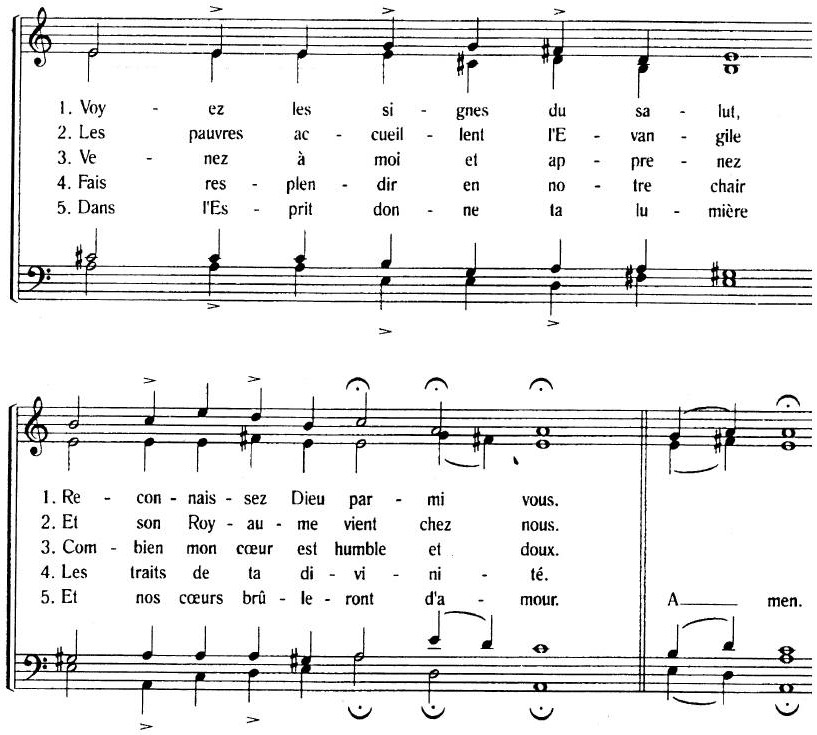 1. Voy - ez les si - gnes du sa - lut,
2. Les pauvres ac - cueil - lent l'E - van - gile
3. Ve - nez à moi et ap - pre - nez
4. Fais res - plen - dir en no - tre chair
5. Dans l'Es - prit don - ne ta lu - mière
1. Re - con - nais - sez Dieu par - mi vous.
2. Et son Roy - au - me vient chez nous.
3. Com - bien mon cœur est humble et doux.
4. Les traits de ta di - vi - ni - té.
5. Et nos cœurs brû - le - ront d'a - mour. A men.